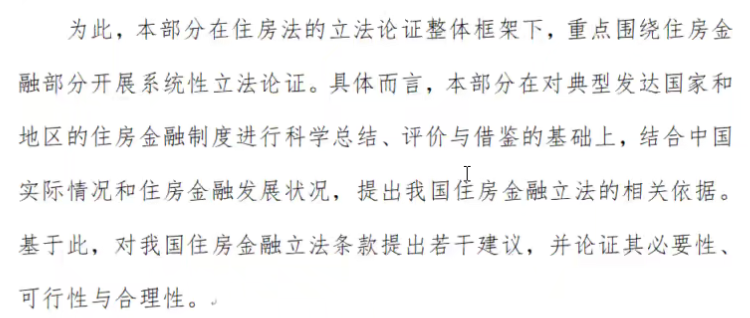 为此，本部分在住房法的立法论证整体框架下，重点围绕住房金
融部分开展系统性立法论证。具体而言，本部分在对典型发达国家和
地区的住房金融制度进行科学总结、评价与借鉴的基础上，结合中国
实际情况和住房金融发展状况，提出我国住房金融立法的相关依据。
基于此，对我国住房金融立法条款提出若干建议，并论证其必要性、
可行性与合理性。